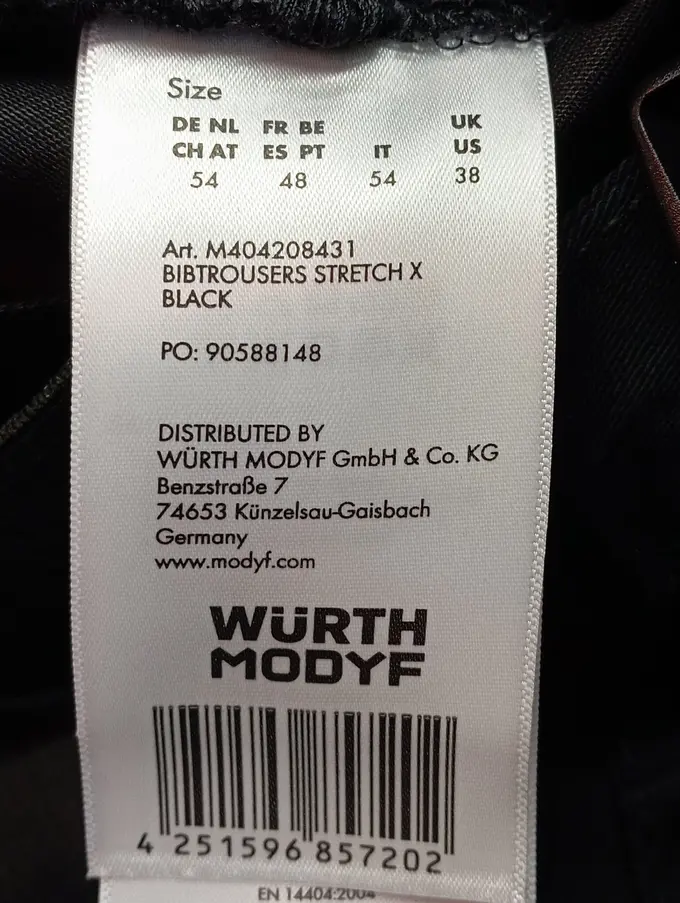 Size
DE NL FR BE UK
CH AT ES PT IT US
54 48 54 38
Art. M404208431
BIBTROUSERS STRETCH X
BLACK
PO: 90588148
DISTRIBUTED BY
WÜRTH MODYF GmbH & Co. KG
Benzstraße 7
74653 Künzelsau-Gaisbach
Germany
www.modyf.com
WÜRTH
MODYF
4 251596 857202
EN 14404:2004